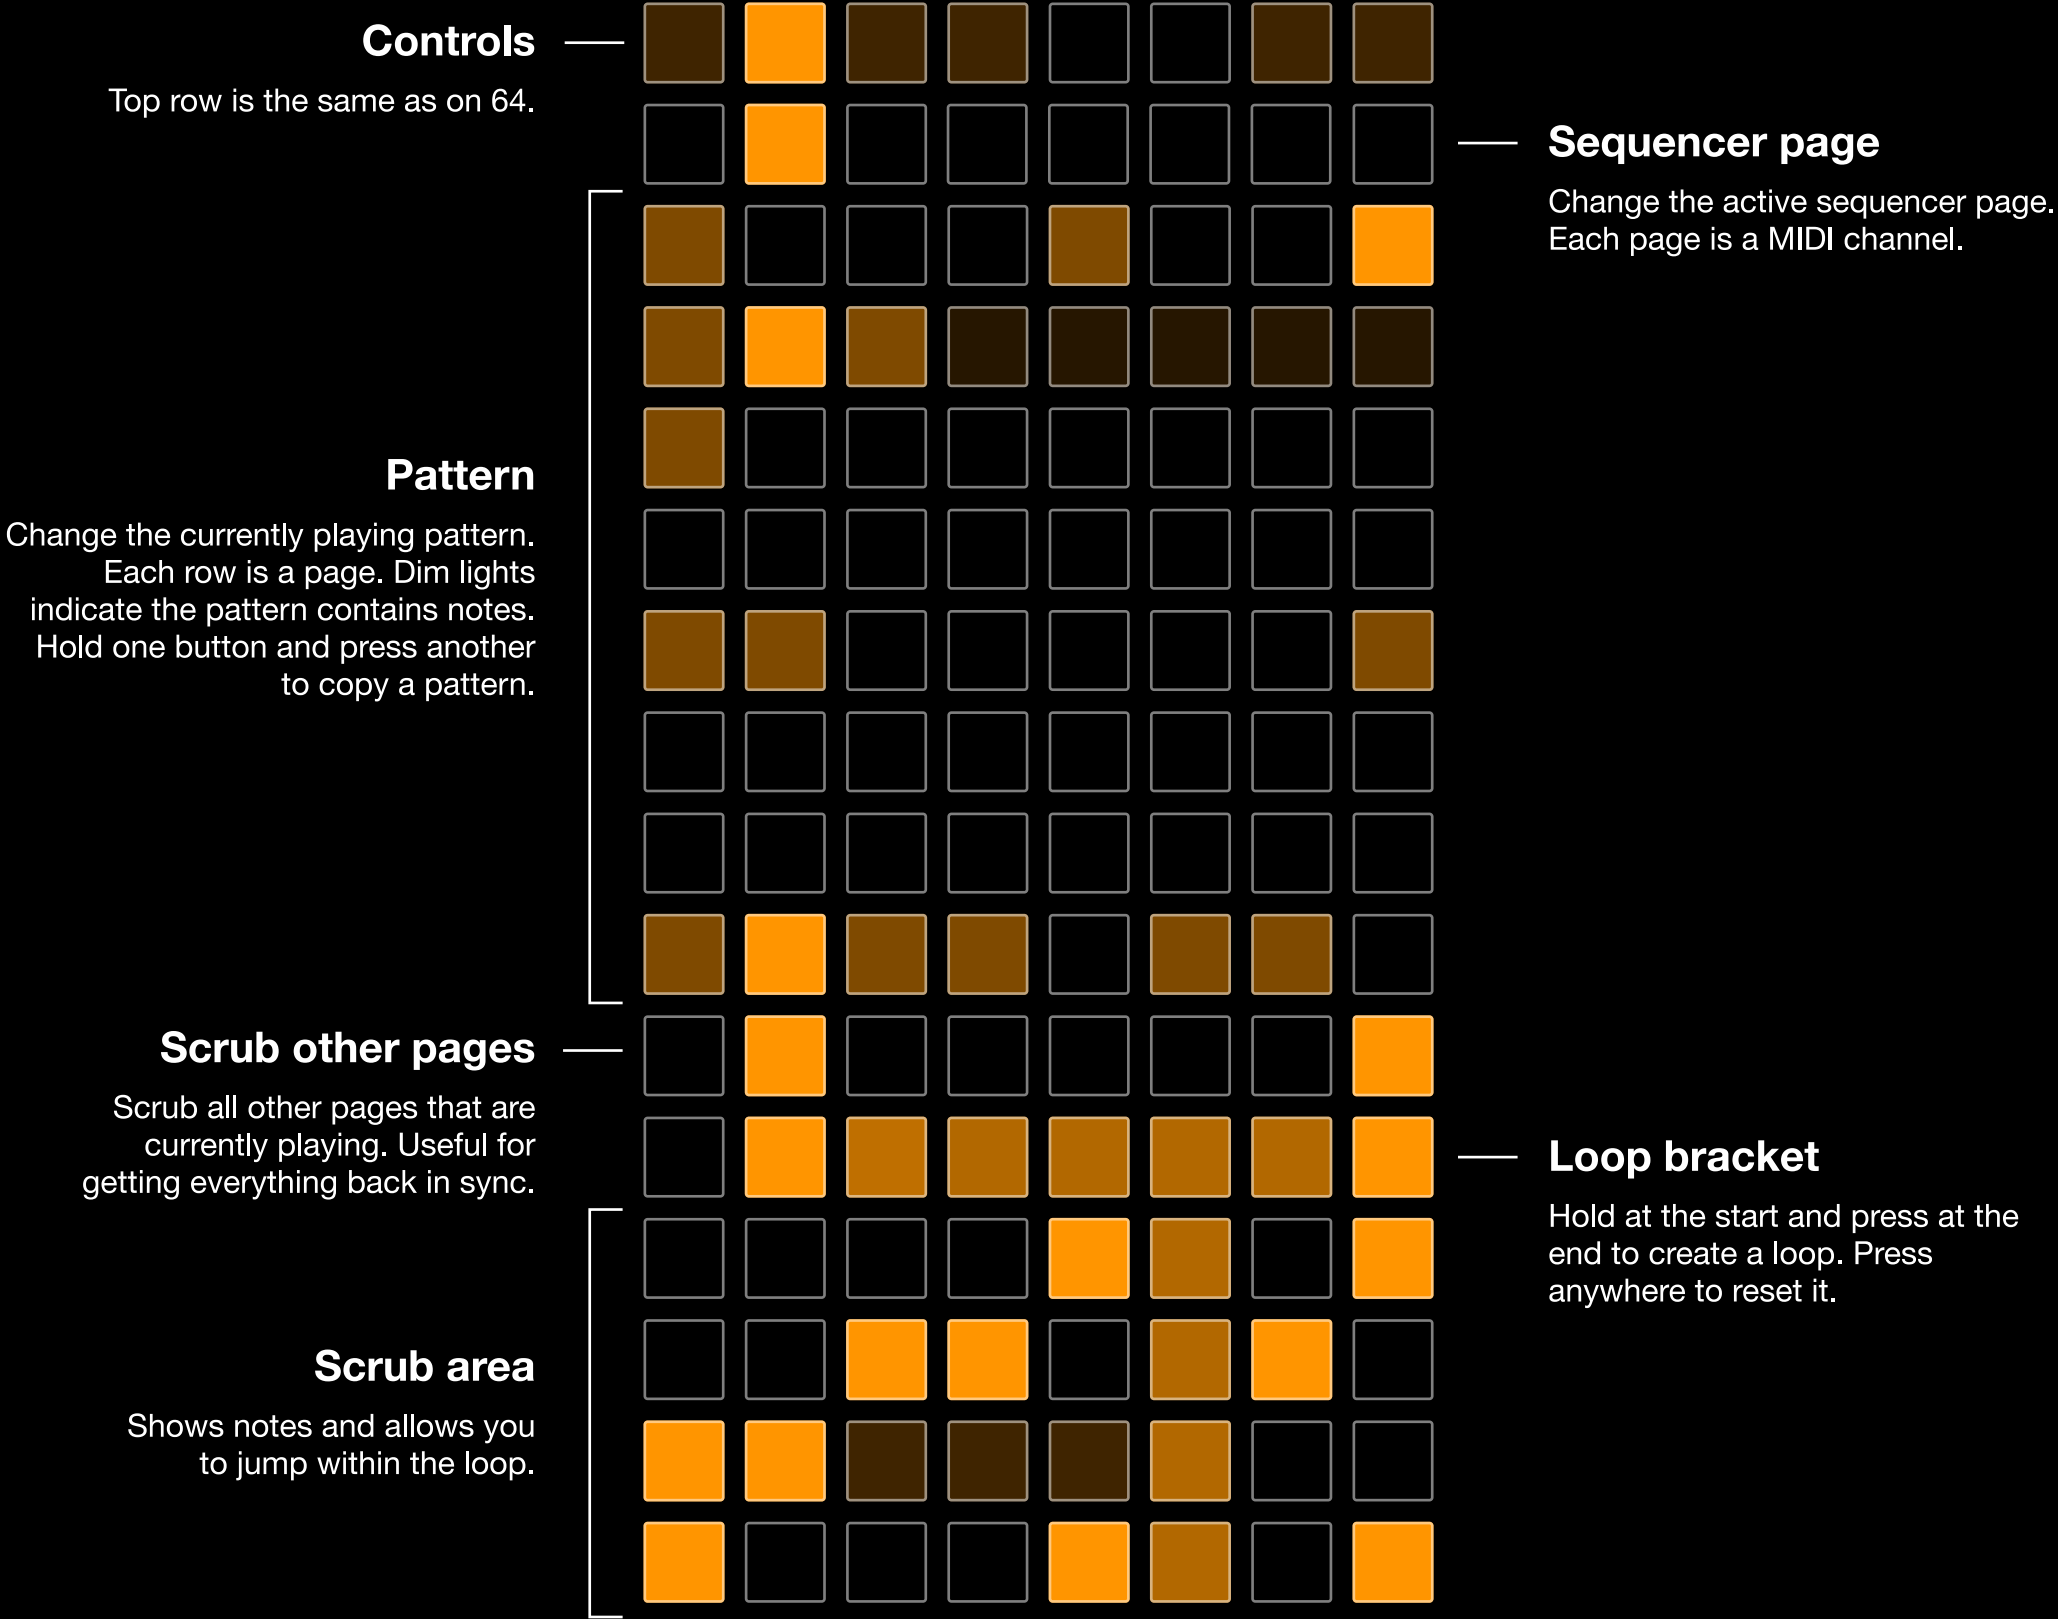 Controls
Top row is the same as on 64.
Sequencer page
Change the active sequencer page.
Each page is a MIDI channel.
Pattern
Change the currently playing pattern.
Each row is a page. Dim lights
indicate the pattern contains notes.
Hold one button and press another
to copy a pattern.
Scrub other pages
Scrub all other pages that are
currently playing. Useful for
getting everything back in sync.
Loop bracket
Hold at the start and press at the
end to create a loop. Press
anywhere to reset it.
Scrub area
Shows notes and allows you
to jump within the loop.